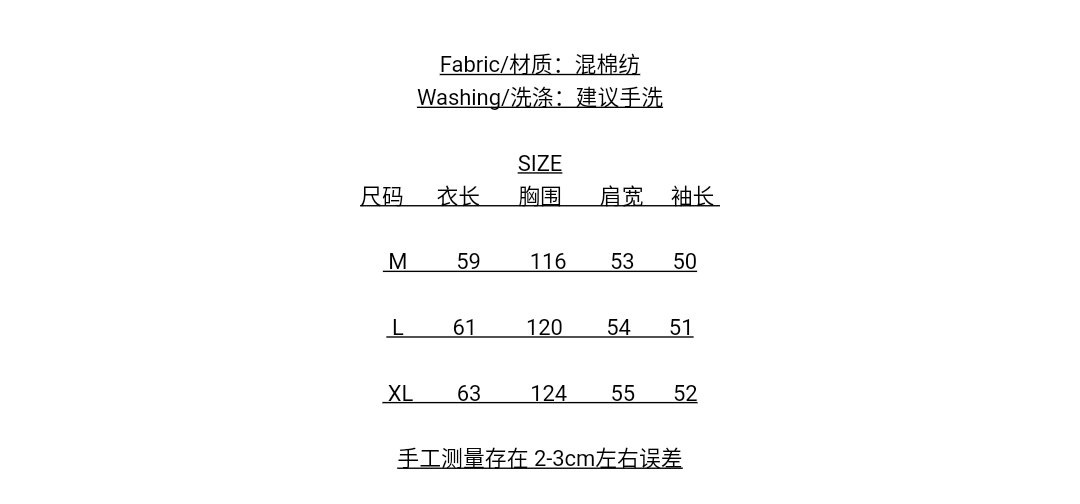 Fabric/材质：混棉纺
Washing/洗涤：建议手洗
SIZE
尺码 衣长 胸围 肩宽 袖长
M 59 116 53 50
L 61 120 54 51
XL 63 124 55 52
手工测量存在 2-3cm左右误差